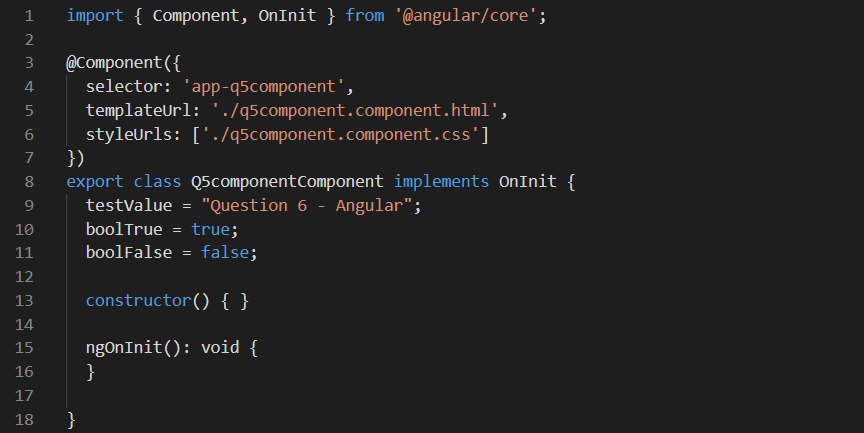 1 import { Component, OnInit } from '@angular/core';
2
3 @Component({
4   selector: 'app-q5component',
5   templateUrl: './q5component.component.html',
6   styleUrls: ['./q5component.component.css']
7 })
8 export class Q5componentComponent implements OnInit {
9   testValue = "Question 6 - Angular";
10   boolTrue = true;
11   boolFalse = false;
12
13   constructor() { }
14
15   ngOnInit(): void {
16   }
17
18 }